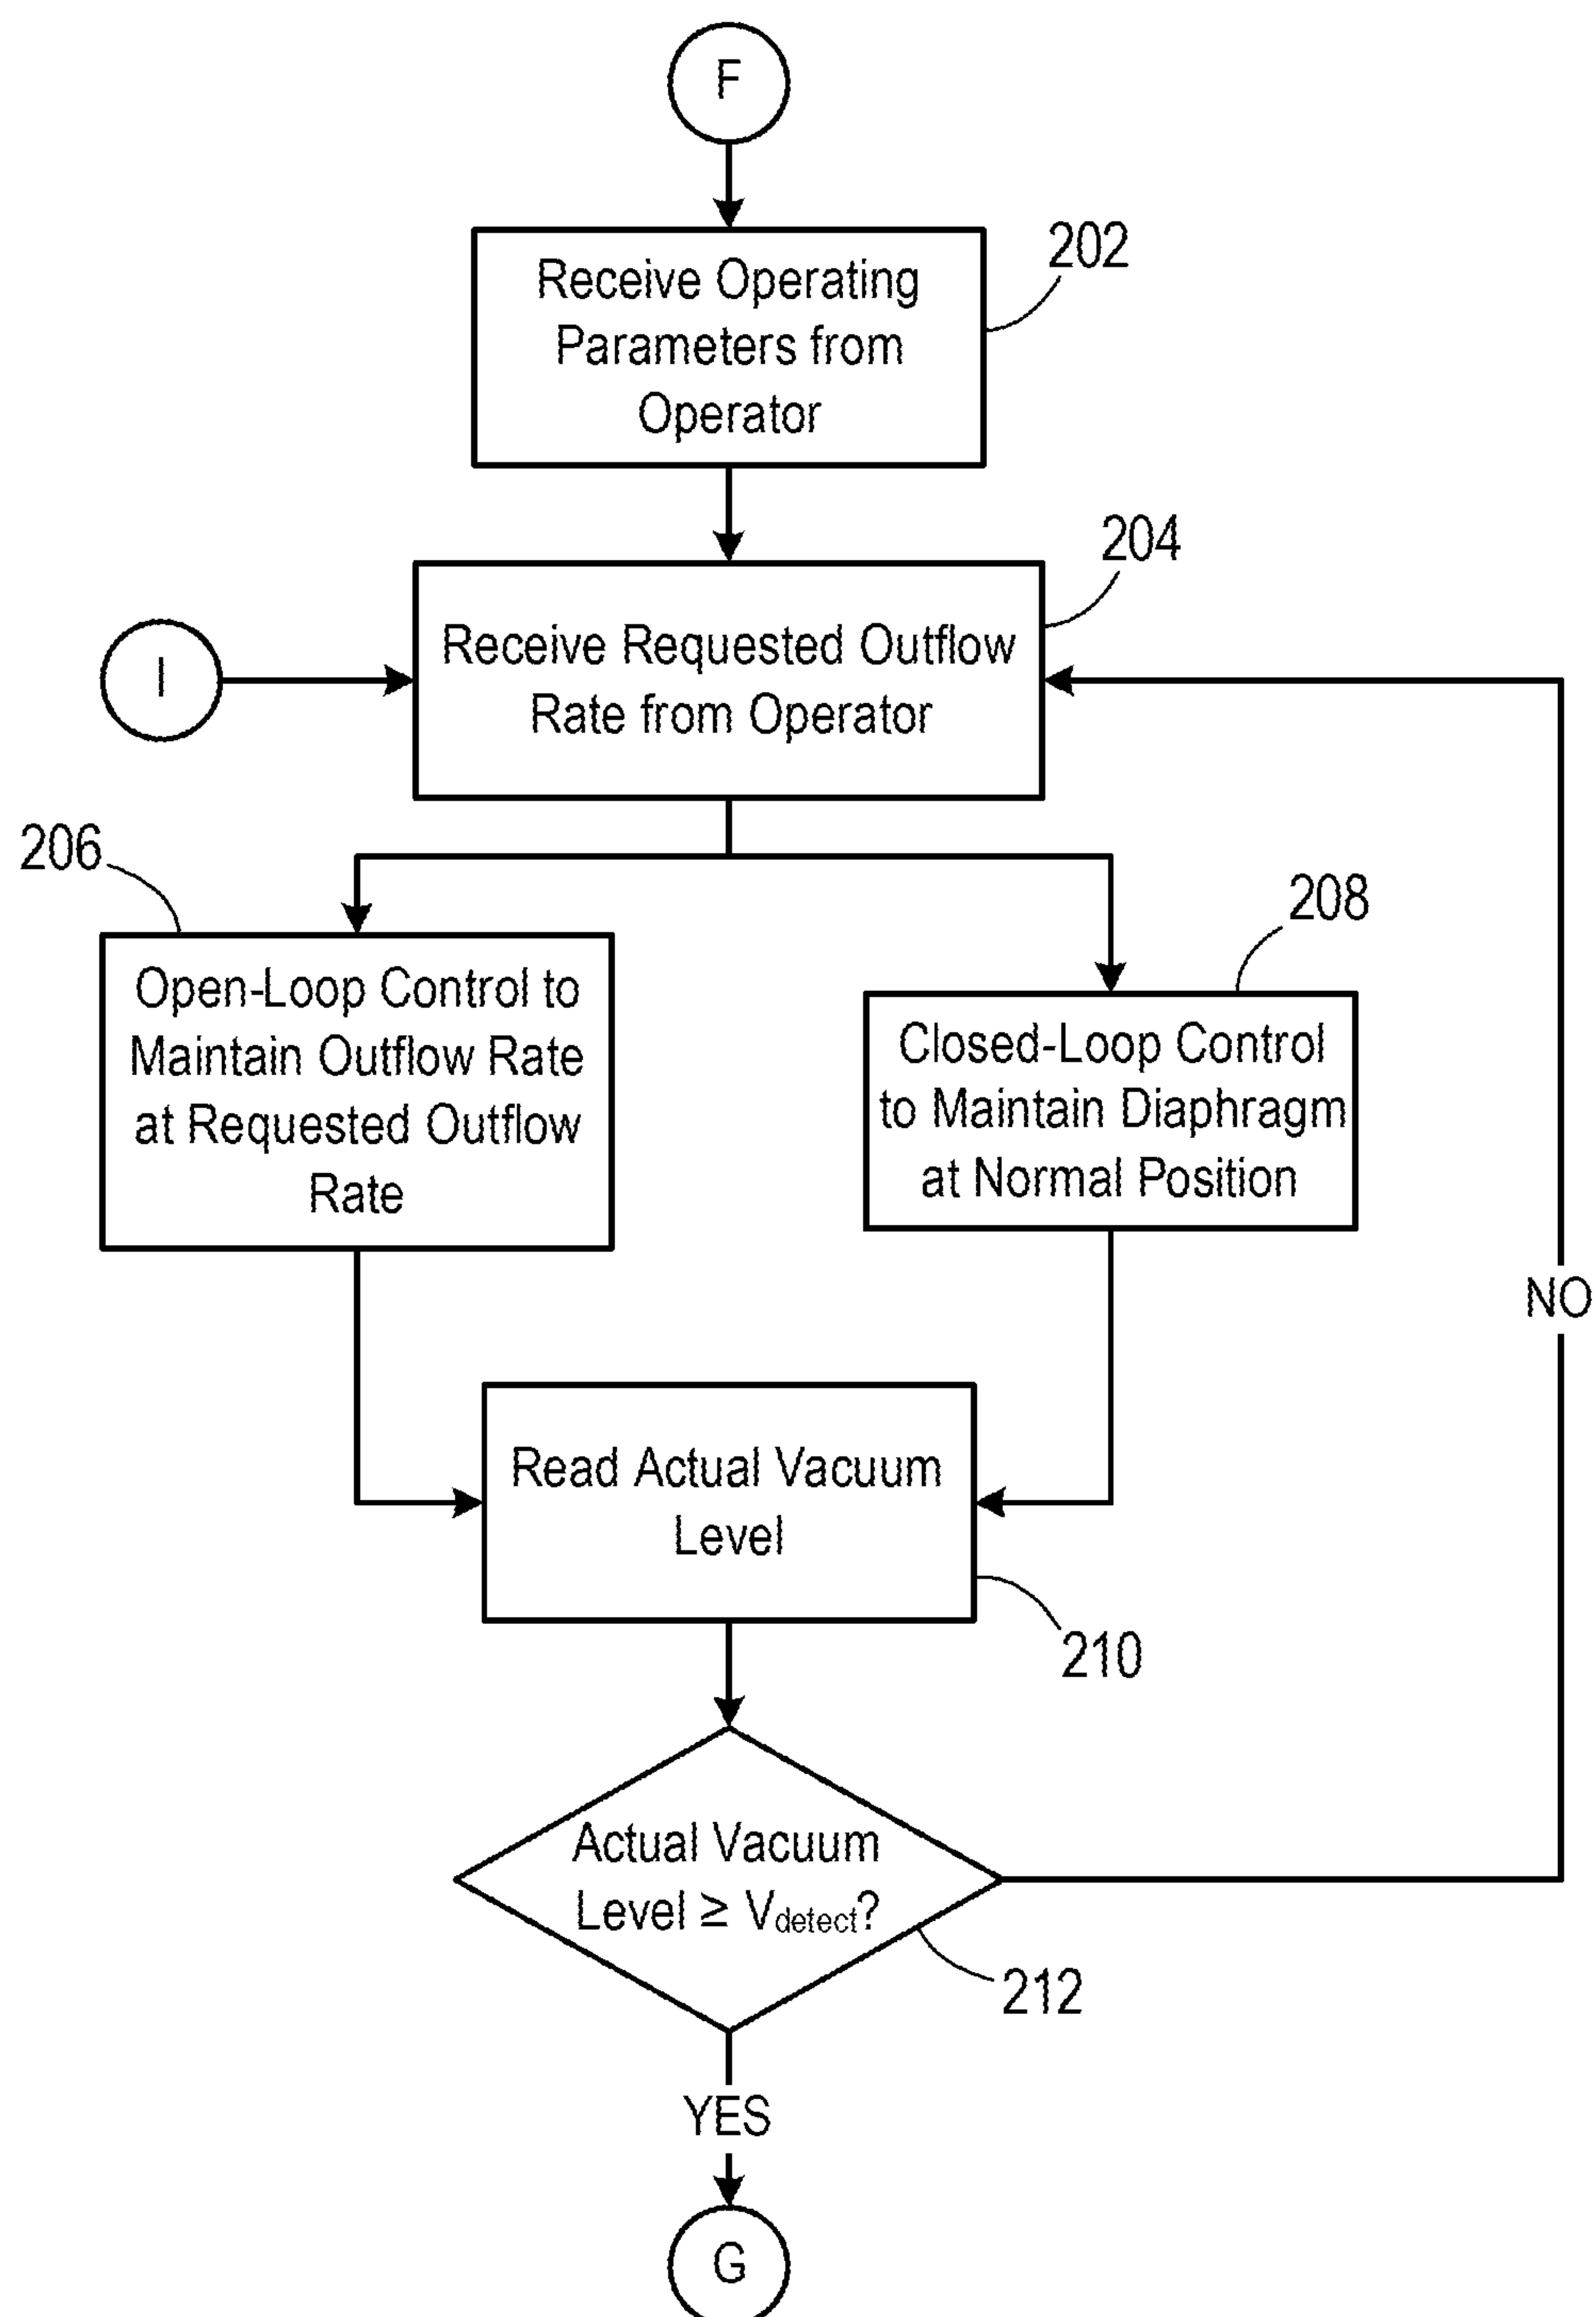 F
202
Receive Operating
Parameters from
Operator
204
Receive Requested Outflow
Rate from Operator
I
206
Open-Loop Control to
Maintain Outflow Rate
at Requested Outflow
Rate
208
Closed-Loop Control
to Maintain Diaphragm
at Normal Position
NO
Read Actual Vacuum
Level
210
Actual Vacuum
Level ≥ Vdetect?
212
YES
G